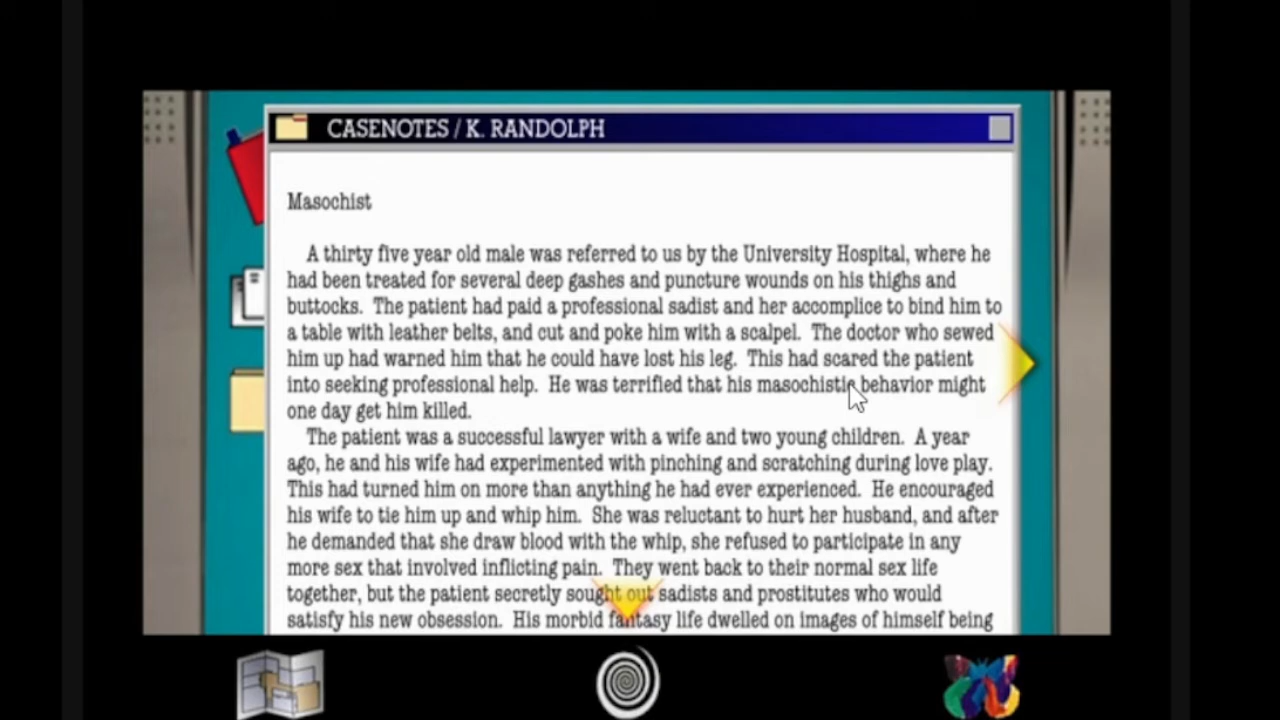 CASENOTES / K. RANDOLPH
Masochist
A thirty five year old male was referred to us by the University Hospital, where he
had been treated for several deep gashes and puncture wounds on his thighs and
buttocks. The patient had paid a professional sadist and her accomplice to bind him to
a table with leather belts, and cut and poke him with a scalpel. The doctor who sewed
him up had warned him that he could have lost his leg. This had scared the patient
into seeking professional help. He was terrified that his masochistic behavior might
one day get him killed.
The patient was a successful lawyer with a wife and two young children. A year
ago, he and his wife had experimented with pinching and scratching during love play.
This had turned him on more than anything he had ever experienced. He encouraged
his wife to tie him up and whip him. She was reluctant to hurt her husband, and after
he demanded that she draw blood with the whip, she refused to participate in any
more sex that involved inflicting pain. They went back to their normal sex life
together, but the patient secretly sought out sadists and prostitutes who would
satisfy his new obsession. His morbid fantasy life dwelled on images of himself being